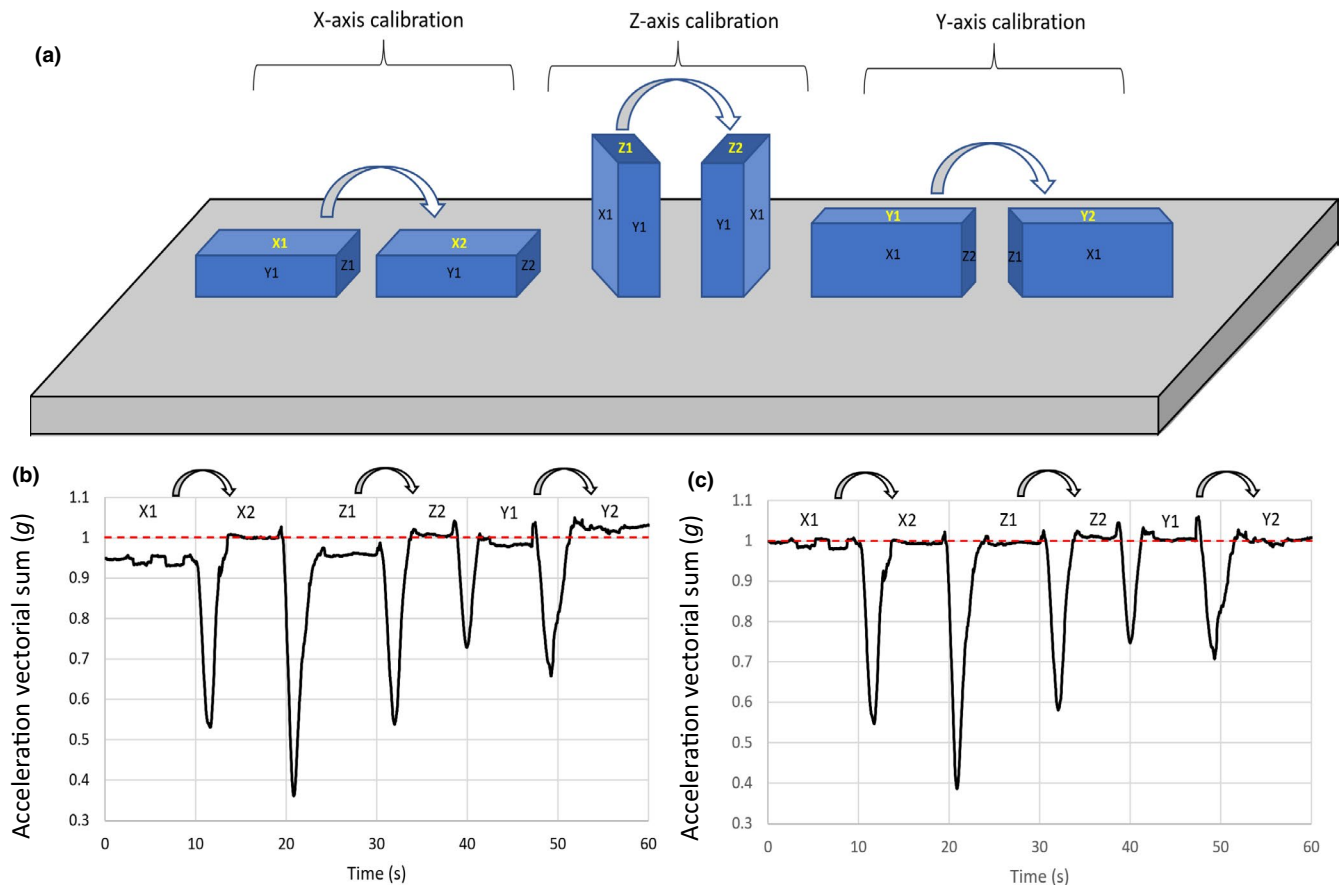 X-axis calibration
Z-axis calibration
Y-axis calibration
(a)
Z1
Z2
X1
Y1
Y1
X1
Y1
Y2
X1
X2
X1
Z2
Z1
X1
Y1
Z1
Y1
Z2
(b)
1.1
X1
X2
Z1
Z2
Y1
Y2
1
0.9
0.8
0.7
0.6
0.5
0.4
0.3
0
10
20
30
40
50
60
Acceleration vectorial sum (g)
Time (s)
(c)
1.1
X1
X2
Z1
Z2
Y1
Y2
1
0.9
0.8
0.7
0.6
0.5
0.4
0.3
0
10
20
30
40
50
60
Acceleration vectorial sum (g)
Time (s)